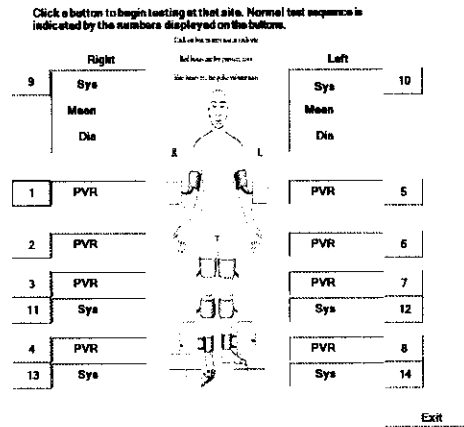 Click a button to begin testing at that site. Normal test sequence is
indicated by the numbers displayed on the buttons.
Right Left
9 Sys Sys 10
Mean Mean
Dia Dia
R L
1 PVR PVR 5
2 PVR PVR 6
3 PVR PVR 7
11 Sys Sys 12
4 PVR PVR 8
13 Sys Sys 14
Exit